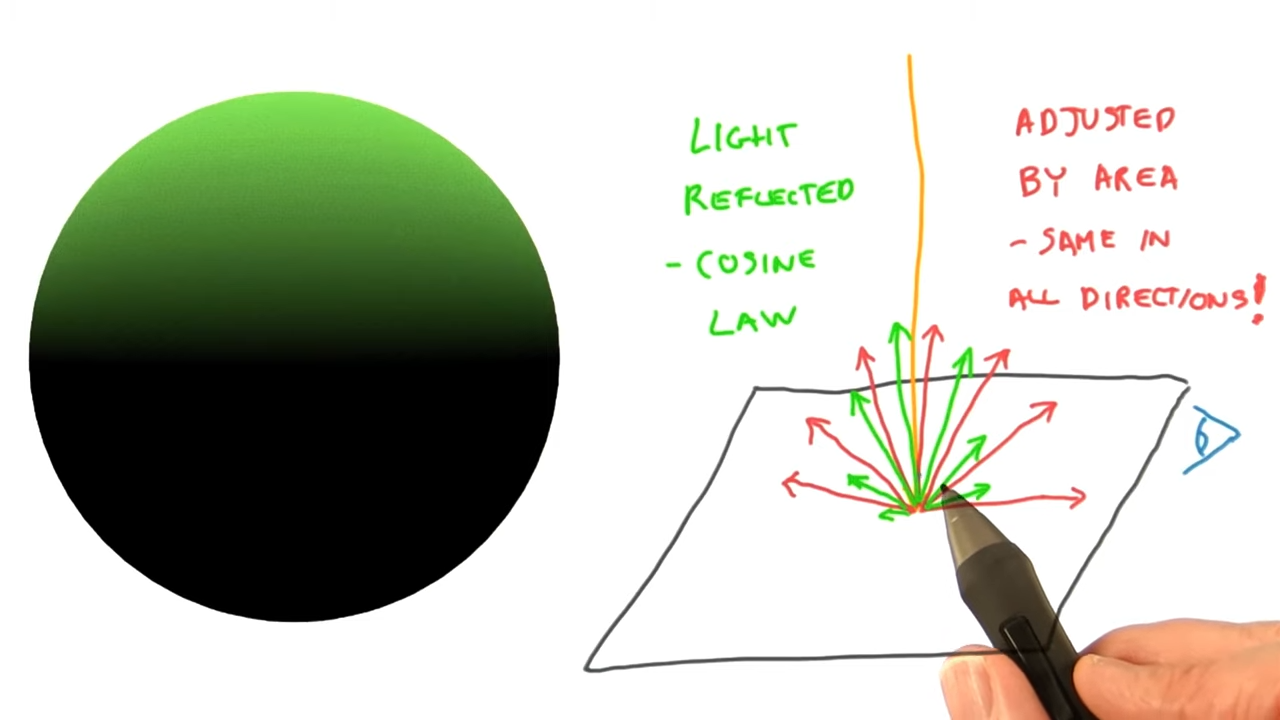 LIGHT
REFLECTED
- COSINE
LAW
ADJUSTED
BY AREA
- SAME IN
ALL DIRECTIONS!